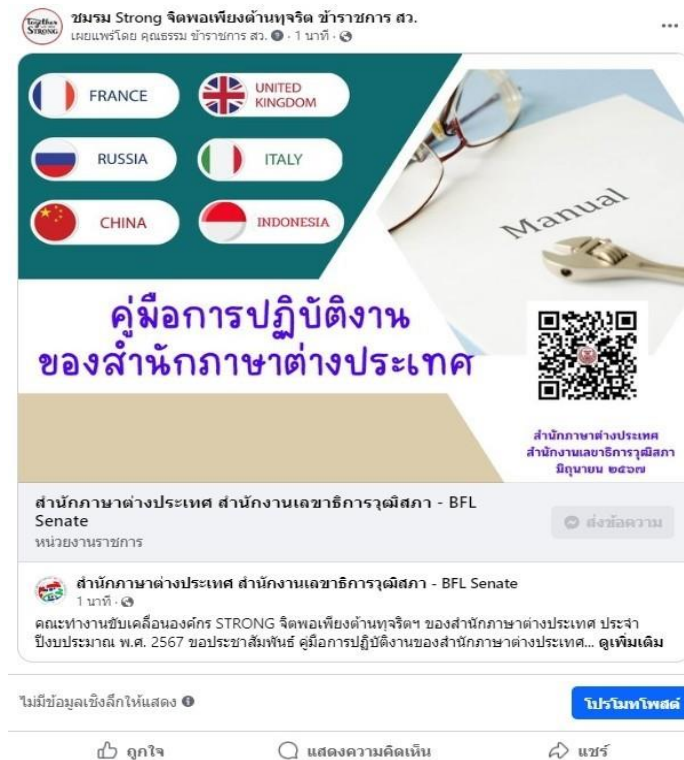 Together
STRONG
ชมรม Strong จิตพอเพียงต้านทุจริต ข้าราชการ สว.
เผยแพร่โดย คุณธรรม ข้าราชการ สว. · 1 นาที ·
FRANCE
UNITED
KINGDOM
RUSSIA
ITALY
CHINA
INDONESIA
Manual
คู่มือการปฏิบัติงาน
ของสำนักภาษาต่างประเทศ
สำนักภาษาต่างประเทศ
สำนักงานเลขาธิการวุฒิสภา
มิถุนายน ๒๕๖๗
สำนักภาษาต่างประเทศ สำนักงานเลขาธิการวุฒิสภา - BFL
Senate
หน่วยงานราชการ
ส่งข้อความ
สำนักภาษาต่างประเทศ สำนักงานเลขาธิการวุฒิสภา - BFL Senate
1 นาที ·
คณะทำงานขับเคลื่อนองค์กร STRONG จิตพอเพียงต้านทุจริตฯ ของสำนักภาษาต่างประเทศ ประจำ
ปีงบประมาณ พ.ศ. 2567 ขอประชาสัมพันธ์ คู่มือการปฏิบัติงานของสำนักภาษาต่างประเทศ... ดูเพิ่มเติม
ไม่มีข้อมูลเชิงลึกให้แสดง
โปรโมทโพสต์
ถูกใจ
แสดงความคิดเห็น
แชร์